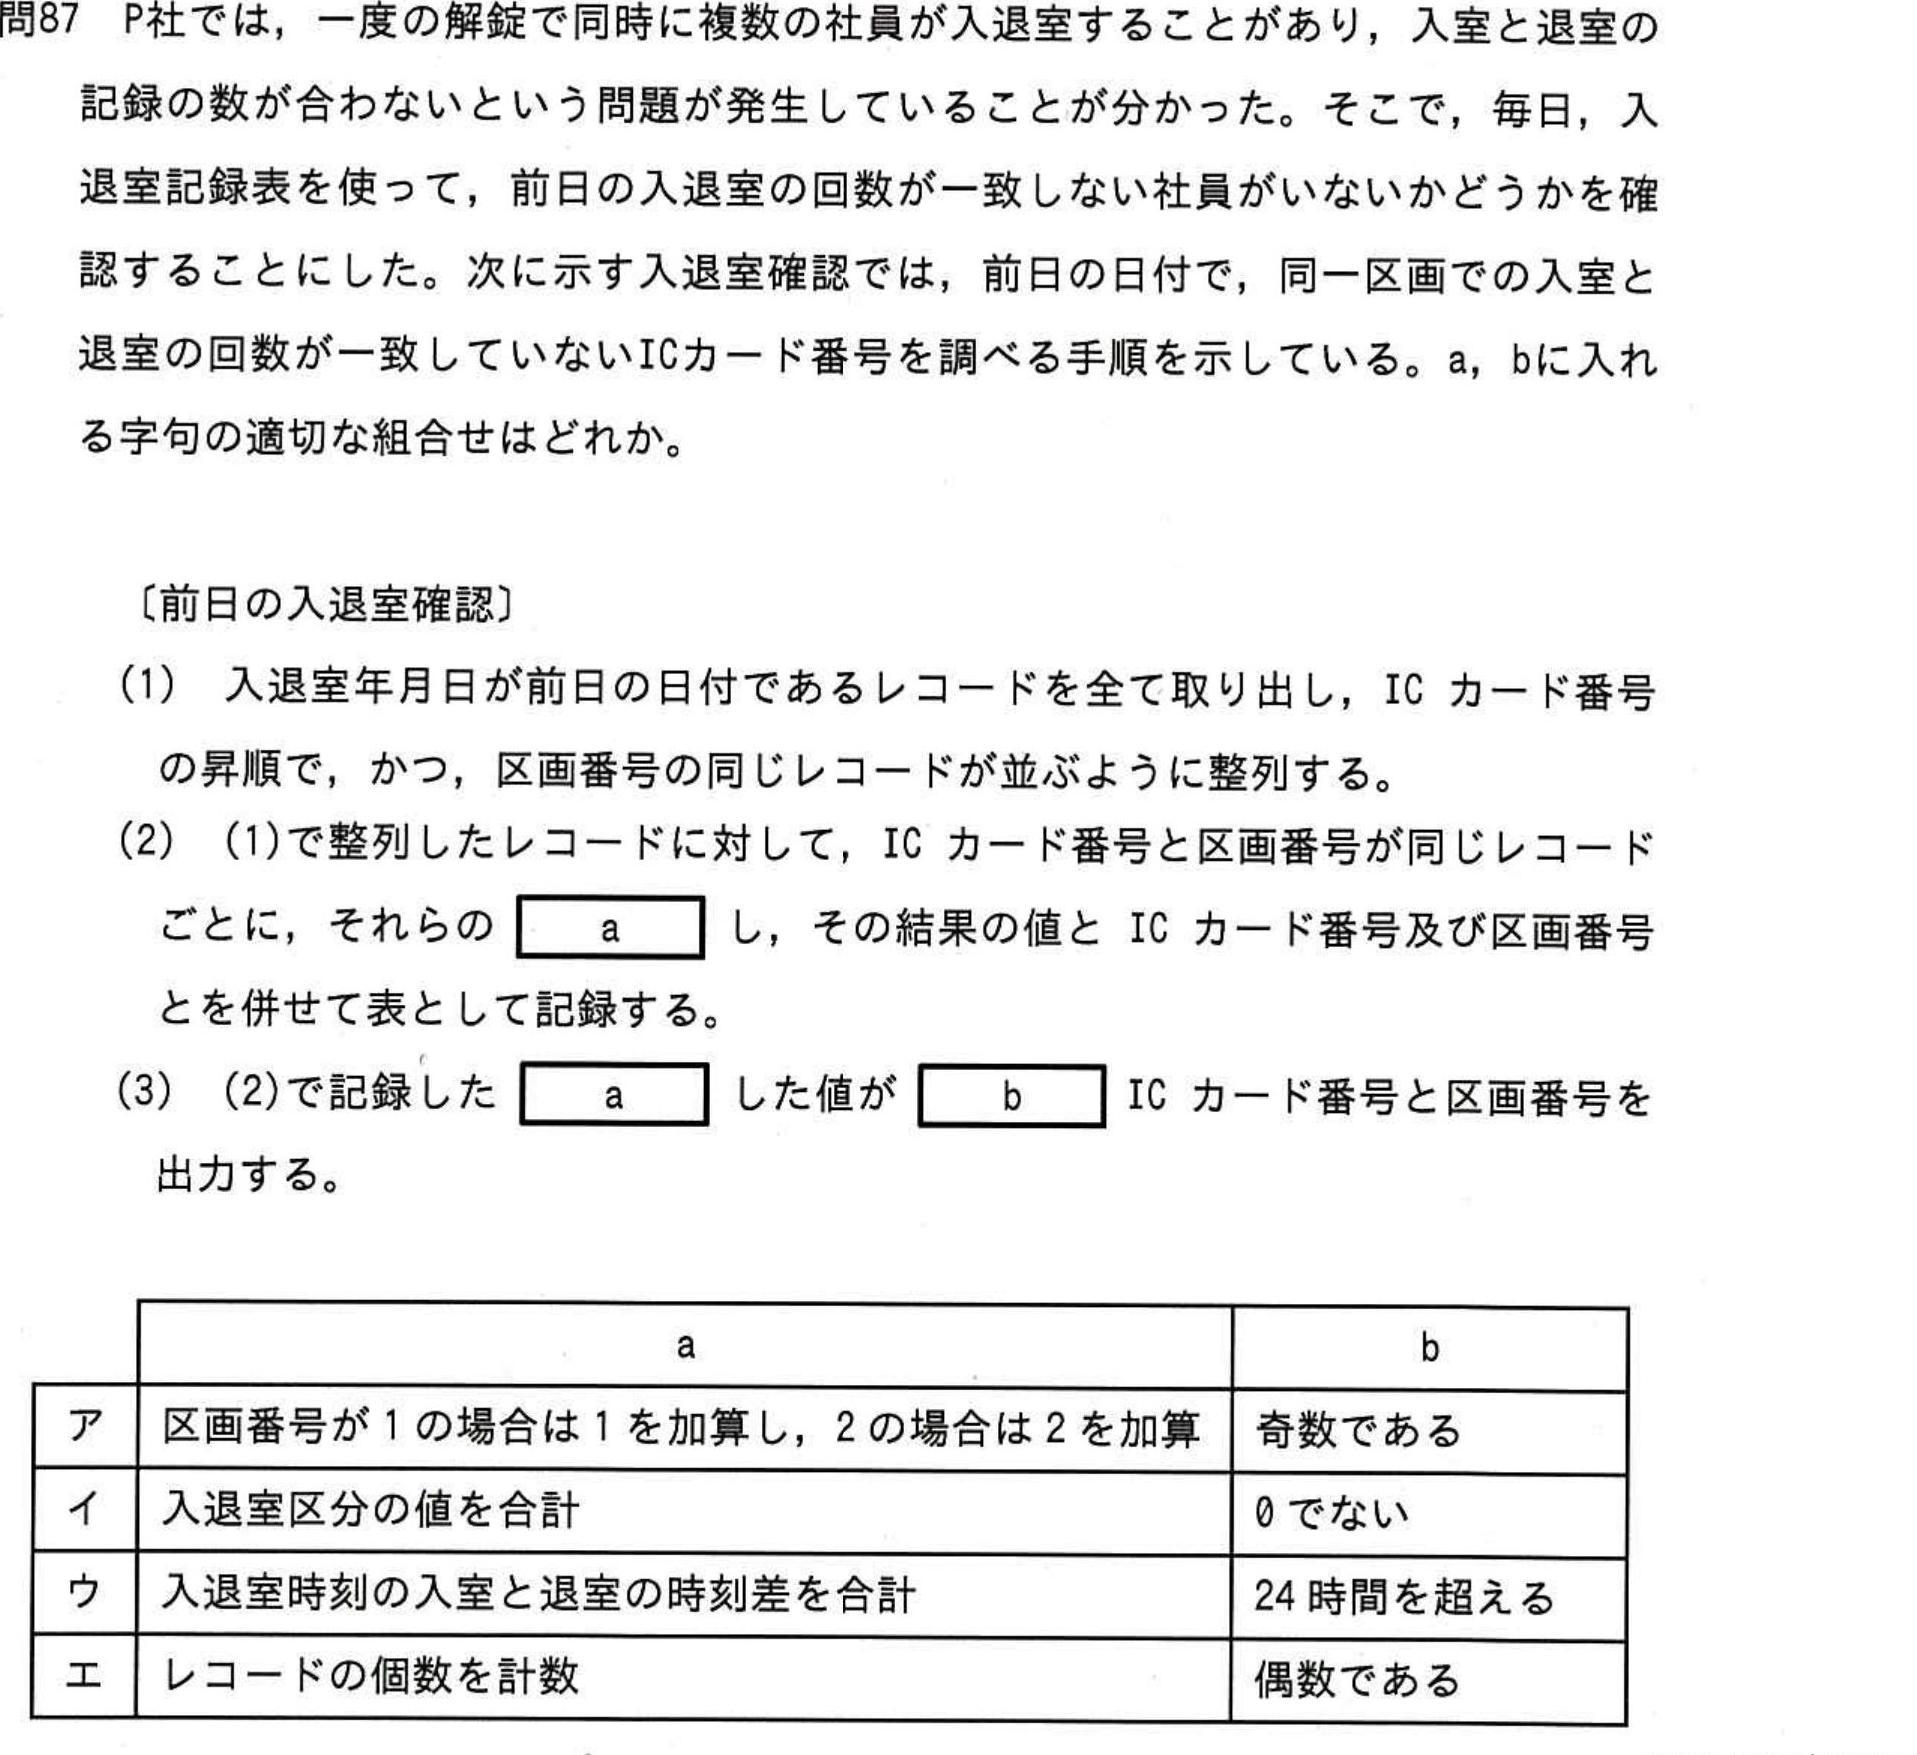 問87 P社では，一度の解錠で同時に複数の社員が入退室することがあり，入室と退室の
記録の数が合わないという問題が発生していることが分かった。そこで，毎日，入
退室記録表を使って，前日の入退室の回数が一致しない社員がいないかどうかを確
認することにした。次に示す入退室確認では，前日の日付で，同一区画での入室と
退室の回数が一致していないICカード番号を調べる手順を示している。a，bに入れ
る字句の適切な組合せはどれか。
〔前日の入退室確認〕
(1) 入退室年月日が前日の日付であるレコードを全て取り出し，IC カード番号
の昇順で，かつ，区画番号の同じレコードが並ぶように整列する。
(2) (1)で整列したレコードに対して，IC カード番号と区画番号が同じレコード
ごとに，それらの a し，その結果の値と IC カード番号及び区画番号
とを併せて表として記録する。
(3) (2)で記録した a した値が b IC カード番号と区画番号を
出力する。
a b
ア 区画番号が 1 の場合は 1 を加算し，2 の場合は 2 を加算 奇数である
イ 入退室区分の値を合計 0 でない
ウ 入退室時刻の入室と退室の時刻差を合計 24 時間を超える
エ レコードの個数を計数 偶数である